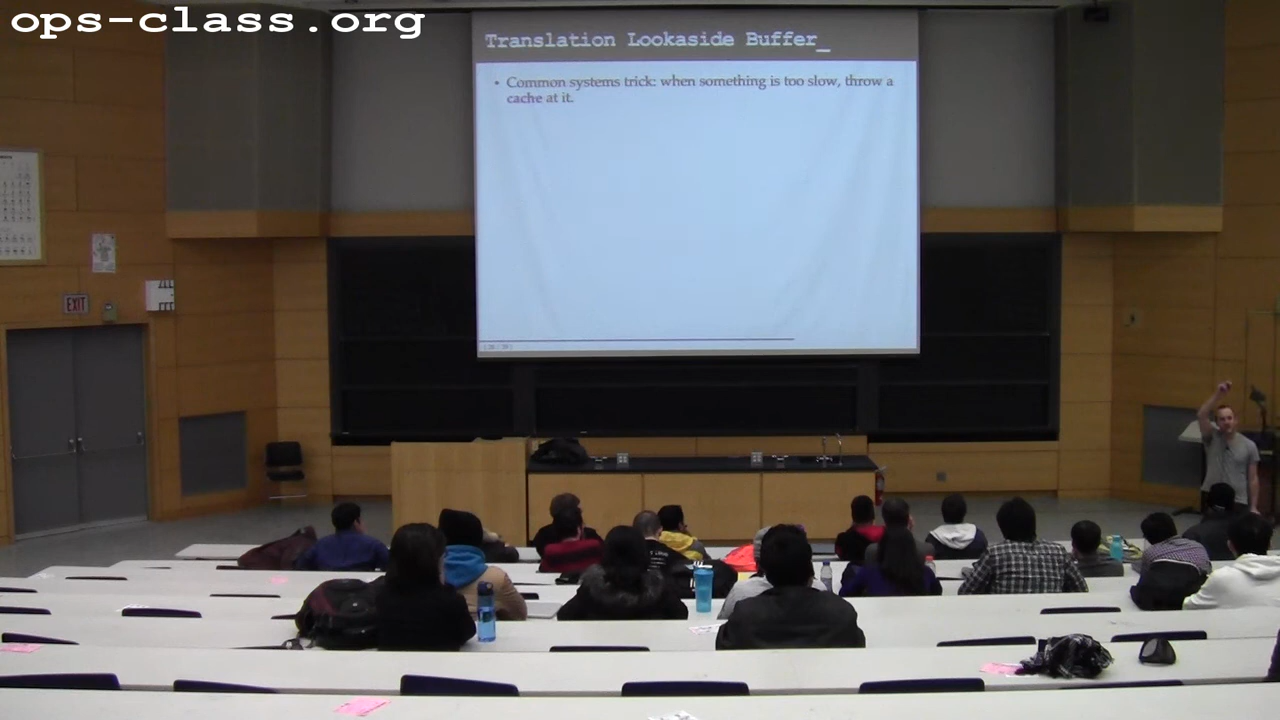 ops-class.org
Translation Lookaside Buffer_
• Common systems trick: when something is too slow, throw a
cache at it.
EXIT